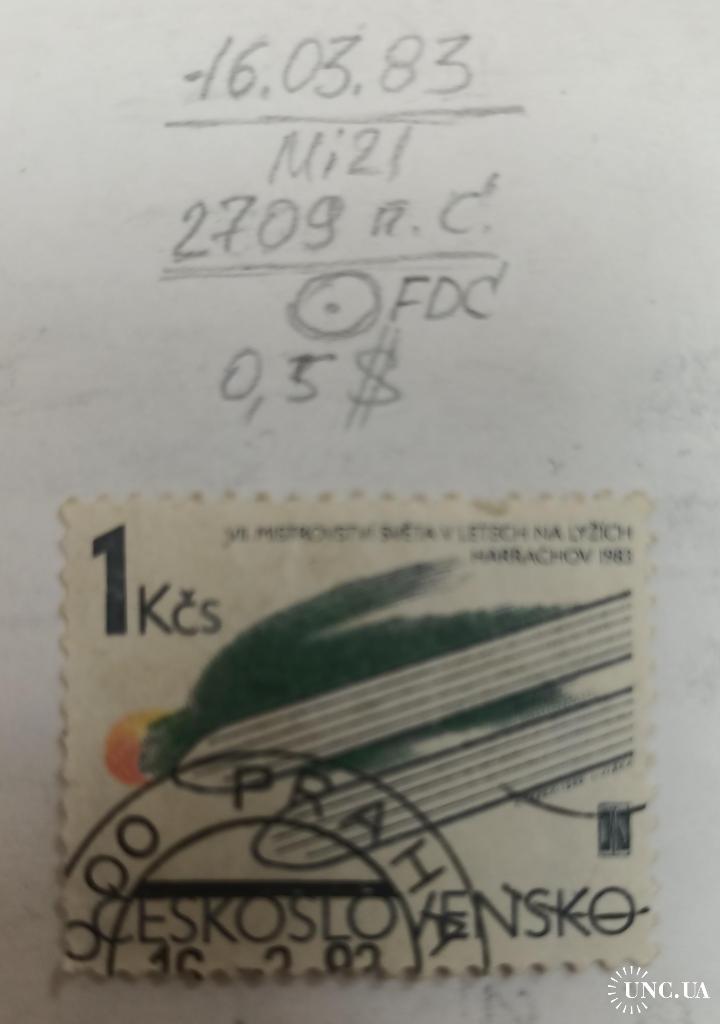 -16.03.83
Mi21
2709 п. С.
FDC
0,5 $
VII. MISTROVSTVÍ SVĚTA V LETECH NA LYŽÍCH
HARRACHOV 1983
1 Kčs
PRAHA
ČESKOSLOVENSKO
UNC.UA